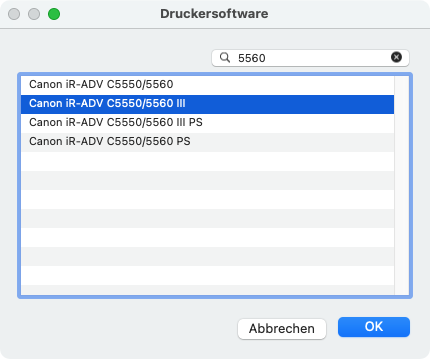 Druckersoftware
5560
Canon iR-ADV C5550/5560
Canon iR-ADV C5550/5560 III
Canon iR-ADV C5550/5560 III PS
Canon iR-ADV C5550/5560 PS
Abbrechen
OK